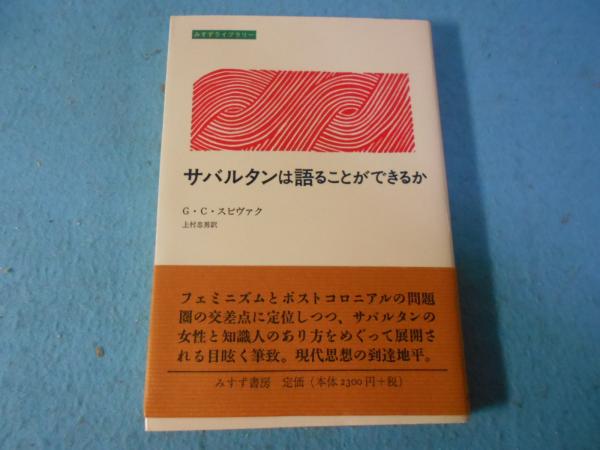 みすずライブラリー
サバルタンは語ることができるか
G・C・スピヴァク
上村忠男訳
フェミニズムとポストコロニアルの問題
圏の交差点に定位しつつ、サバルタンの
女性と知識人のあり方をめぐって展開さ
れる目眩く筆致。現代思想の到達地平。
みすず書房 定価（本体2300円+税）